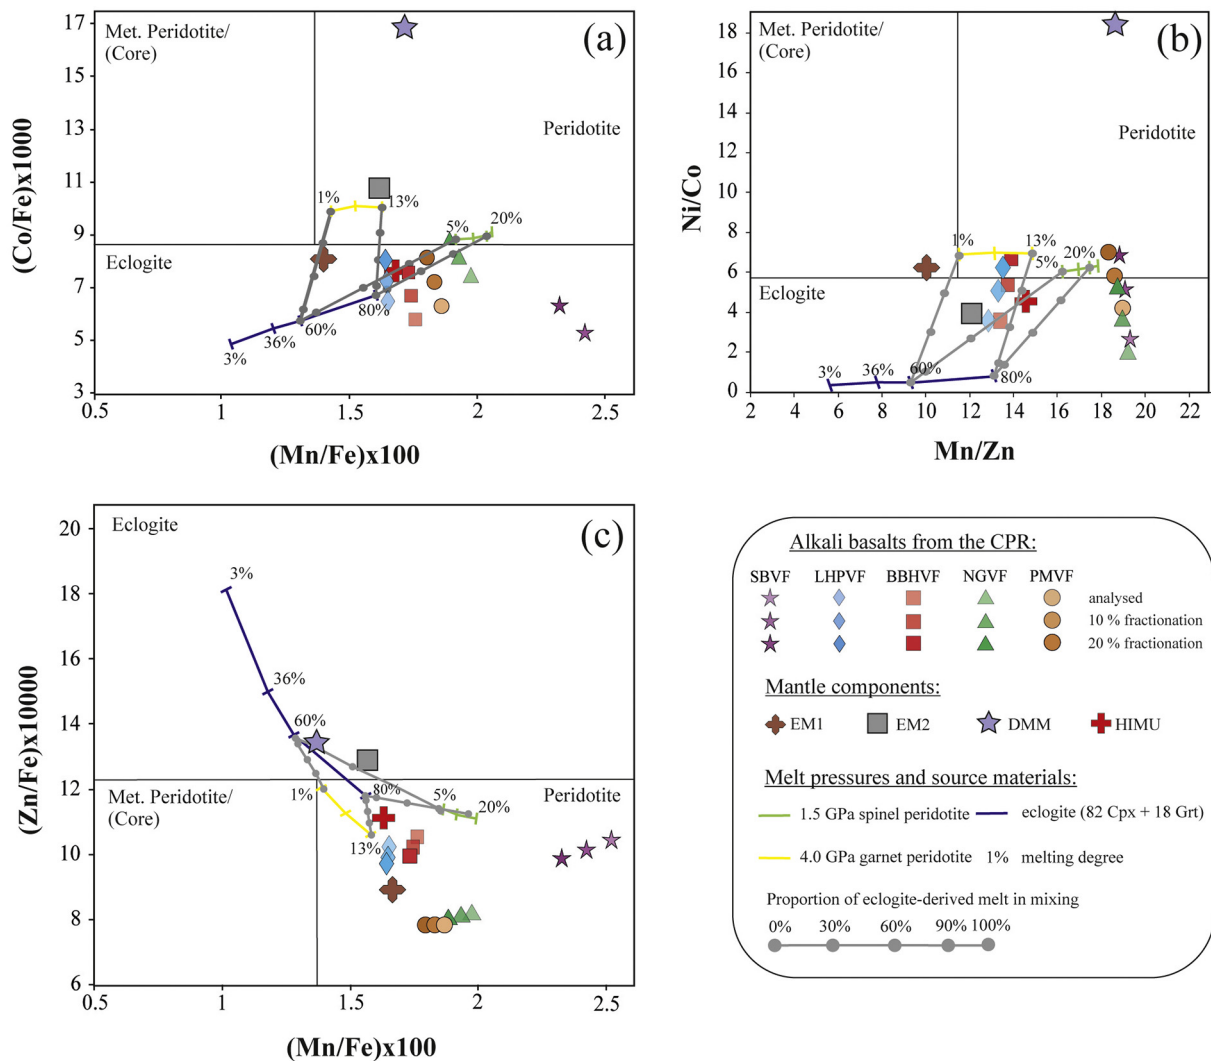 (a)
Met. Peridotite/
(Core)
Peridotite
Eclogite
1%
13%
5%
20%
3%
36%
60%
80%
17
15
13
11
9
7
5
3
0.5
1
1.5
2
2.5
(Co/Fe)x1000
(Mn/Fe)x100
(b)
Met. Peridotite/
(Core)
Peridotite
Eclogite
1%
13%
5%
20%
3%
36%
60%
80%
18
16
14
12
10
8
6
4
2
0
2
4
6
8
10
12
14
16
18
20
22
Ni/Co
Mn/Zn
(c)
Eclogite
Met. Peridotite/
(Core)
Peridotite
3%
36%
60%
80%
1%
13%
5%
20%
20
18
16
14
12
10
8
6
0.5
1
1.5
2
2.5
(Zn/Fe)x10000
(Mn/Fe)x100
Alkali basalts from the CPR:
SBVF LHPVF BBHVF NGVF PMVF
analysed
10 % fractionation
20 % fractionation
Mantle components:
EM1 EM2 DMM HIMU
Melt pressures and source materials:
1.5 GPa spinel peridotite eclogite (82 Cpx + 18 Grt)
4.0 GPa garnet peridotite 1% melting degree
Proportion of eclogite-derived melt in mixing
0% 30% 60% 90% 100%